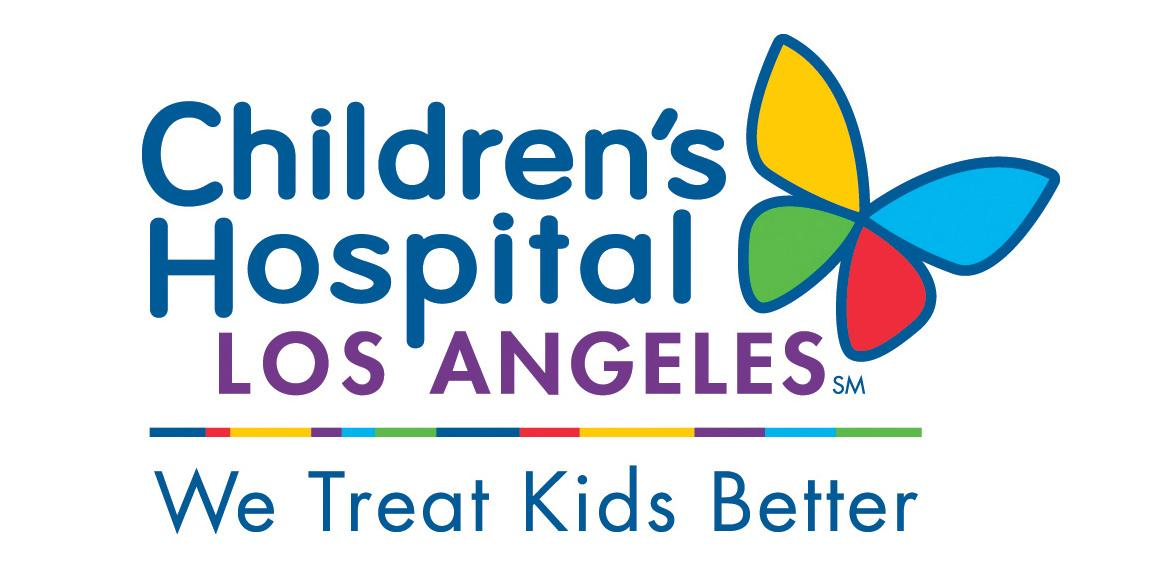 Children's
Hospital
LOS ANGELES SM
We Treat Kids Better